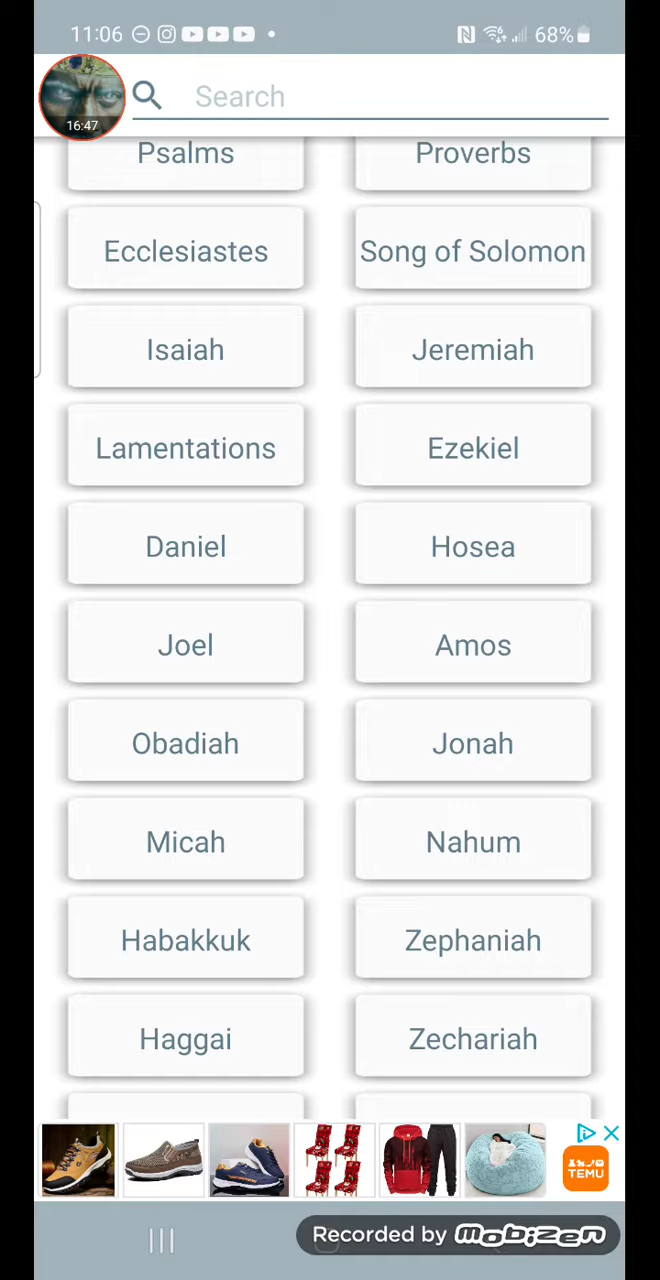 11:06 68%
16:47
Search
Psalms Proverbs
Ecclesiastes Song of Solomon
Isaiah Jeremiah
Lamentations Ezekiel
Daniel Hosea
Joel Amos
Obadiah Jonah
Micah Nahum
Habakkuk Zephaniah
Haggai Zechariah
TEMU
Recorded by mobizen